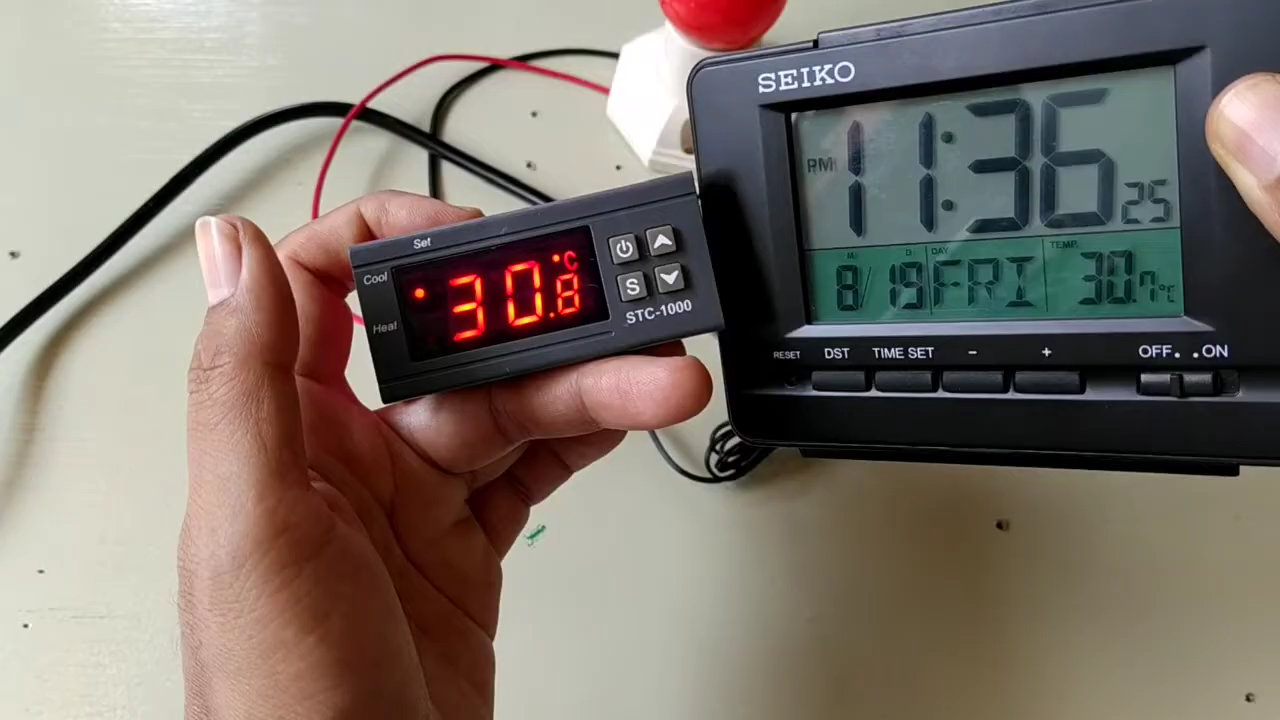 Set
Cool
Heat
30.8 °C
S
STC-1000
SEIKO
PM 11:36 25
M D DAY TEMP.
8/19 FRI 30.7 °C
RESET DST TIME SET - + OFF. .ON